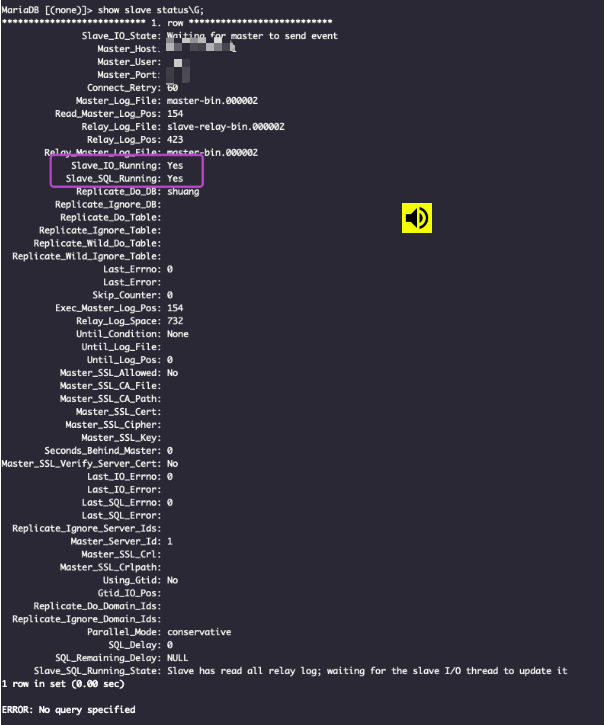 MariaDB [(none)]> show slave status\G;
*************************** 1. row ***************************
Slave_IO_State: Waiting for master to send event
Master_Host:
Master_User:
Master_Port:
Connect_Retry: 60
Master_Log_File: master-bin.000002
Read_Master_Log_Pos: 154
Relay_Log_File: slave-relay-bin.000002
Relay_Log_Pos: 423
Relay_Master_Log_File: master-bin.000002
Slave_IO_Running: Yes
Slave_SQL_Running: Yes
Replicate_Do_DB: shuang
Replicate_Ignore_DB:
Replicate_Do_Table:
Replicate_Ignore_Table:
Replicate_Wild_Do_Table:
Replicate_Wild_Ignore_Table:
Last_Errno: 0
Last_Error:
Skip_Counter: 0
Exec_Master_Log_Pos: 154
Relay_Log_Space: 732
Until_Condition: None
Until_Log_File:
Until_Log_Pos: 0
Master_SSL_Allowed: No
Master_SSL_CA_File:
Master_SSL_CA_Path:
Master_SSL_Cert:
Master_SSL_Cipher:
Master_SSL_Key:
Seconds_Behind_Master: 0
Master_SSL_Verify_Server_Cert: No
Last_IO_Errno: 0
Last_IO_Error:
Last_SQL_Errno: 0
Last_SQL_Error:
Replicate_Ignore_Server_Ids:
Master_Server_Id: 1
Master_SSL_Crl:
Master_SSL_Crlpath:
Using_Gtid: No
Gtid_IO_Pos:
Replicate_Do_Domain_Ids:
Replicate_Ignore_Domain_Ids:
Parallel_Mode: conservative
SQL_Delay: 0
SQL_Remaining_Delay: NULL
Slave_SQL_Running_State: Slave has read all relay log; waiting for the slave I/O thread to update it
1 row in set (0.00 sec)
ERROR: No query specified